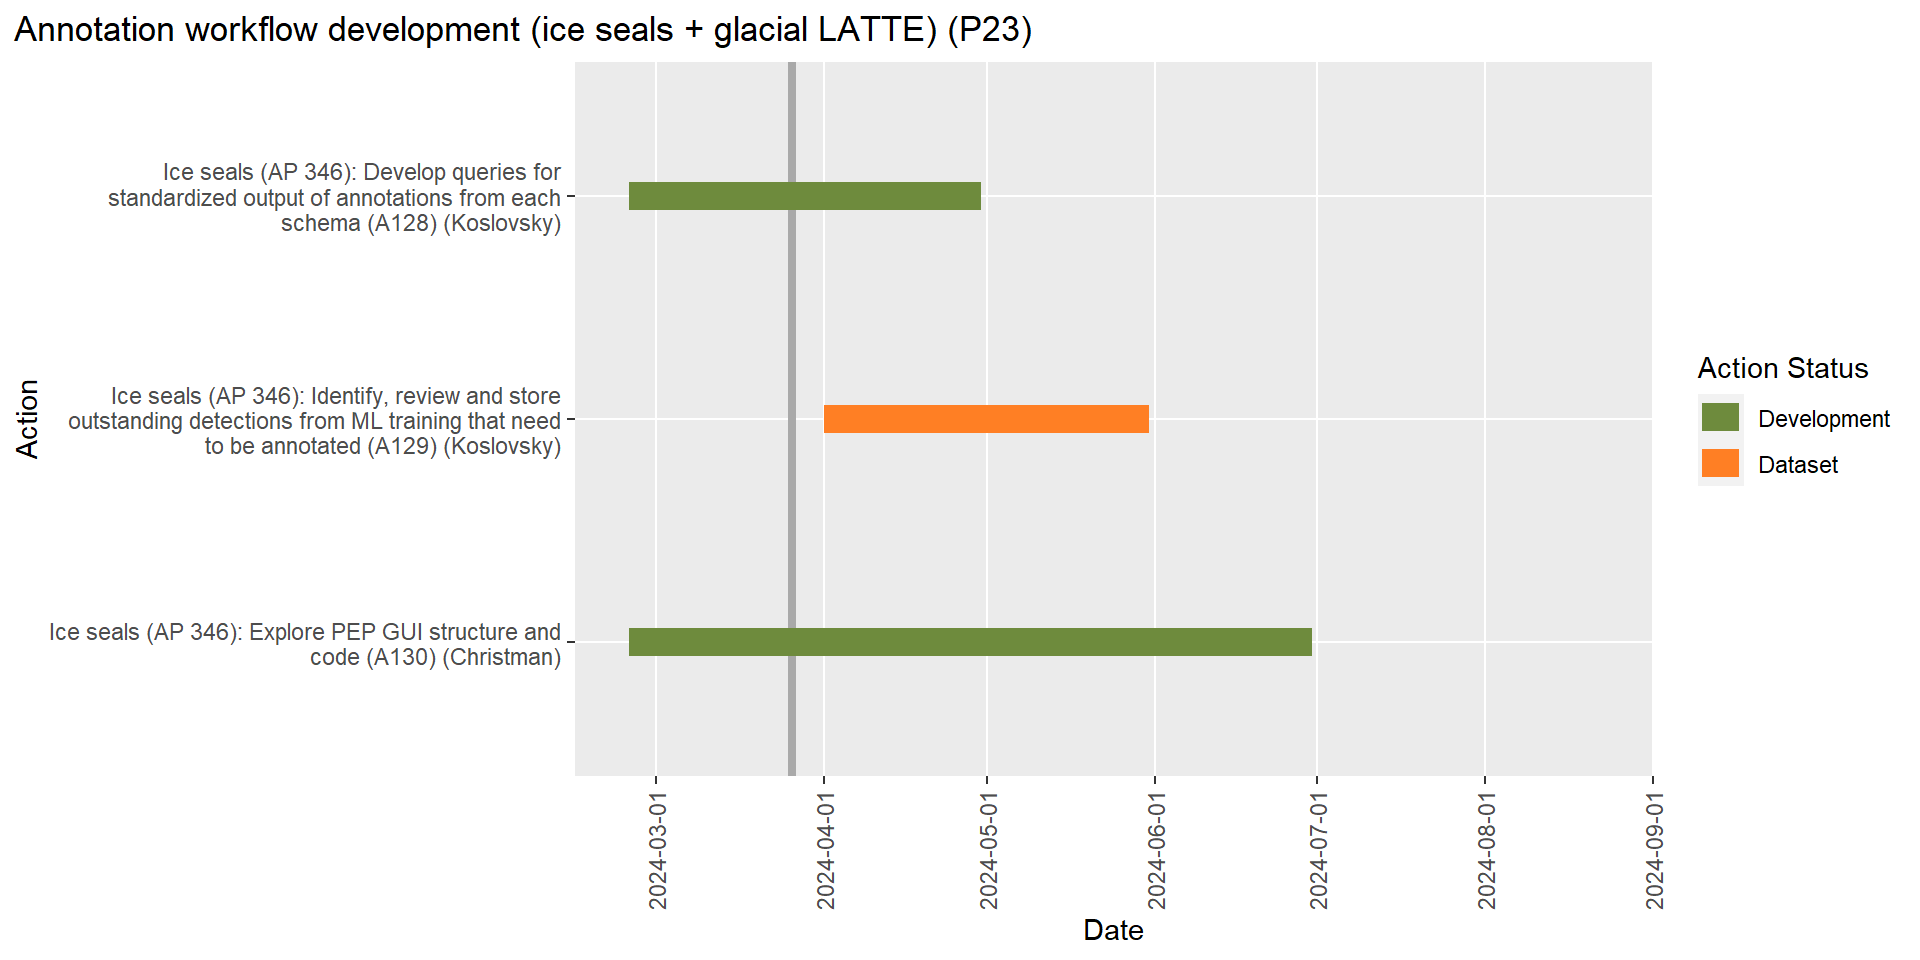 Annotation workflow development (ice seals + glacial LATTE) (P23)
Ice seals (AP 346): Develop queries for
standardized output of annotations from each
schema (A128) (Koslovsky)
Ice seals (AP 346): Identify, review and store
outstanding detections from ML training that need
to be annotated (A129) (Koslovsky)
Ice seals (AP 346): Explore PEP GUI structure and
code (A130) (Christman)
Action
2024-03-01
2024-04-01
2024-05-01
2024-06-01
2024-07-01
2024-08-01
2024-09-01
Date
Action Status
Development
Dataset